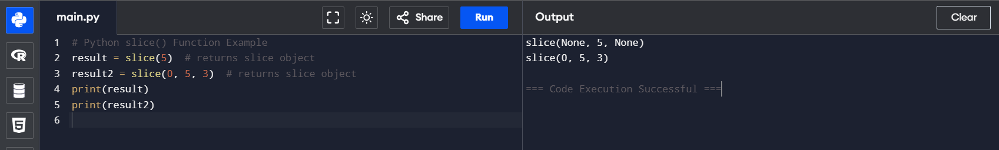 main.py
Share
Run
Output
Clear
1 # Python slice() Function Example
2 result = slice(5)  # returns slice object
3 result2 = slice(0, 5, 3)  # returns slice object
4 print(result)
5 print(result2)
6
slice(None, 5, None)
slice(0, 5, 3)
=== Code Execution Successful ===